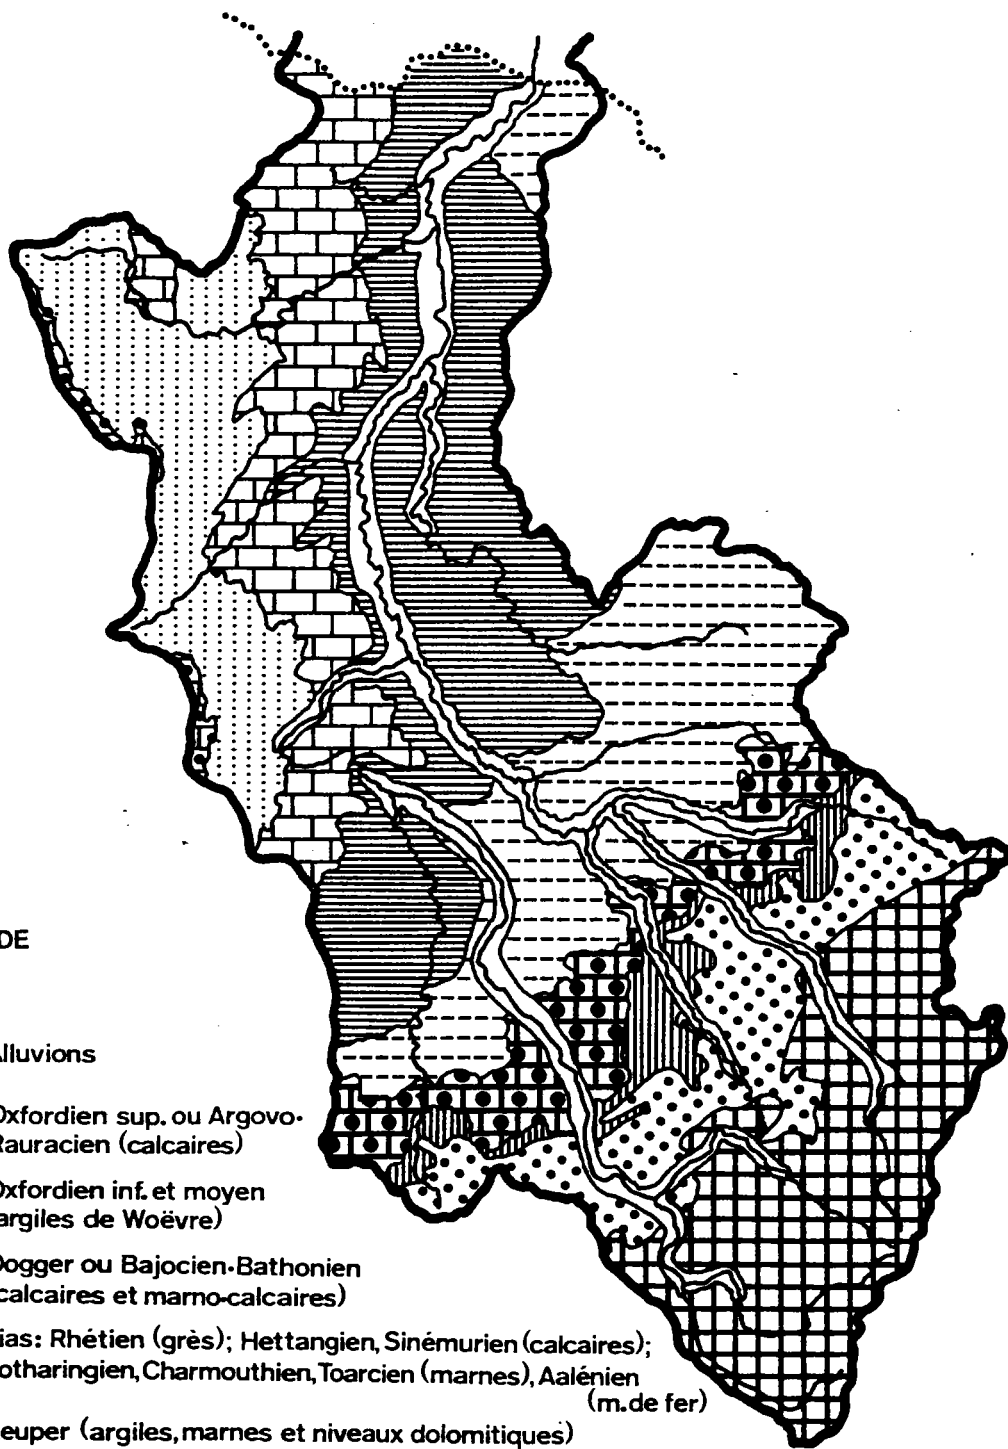 DE
Alluvions
Oxfordien sup. ou Argovo-
Rauracien (calcaires)
Oxfordien inf. et moyen
argiles de Woëvre)
Dogger ou Bajocien-Bathonien
calcaires et marno-calcaires)
ias: Rhétien (grès); Hettangien, Sinémurien (calcaires);
otharingien, Charmouthien, Toarcien (marnes), Aalénien
(m. de fer)
euper (argiles, marnes et niveaux dolomitiques)